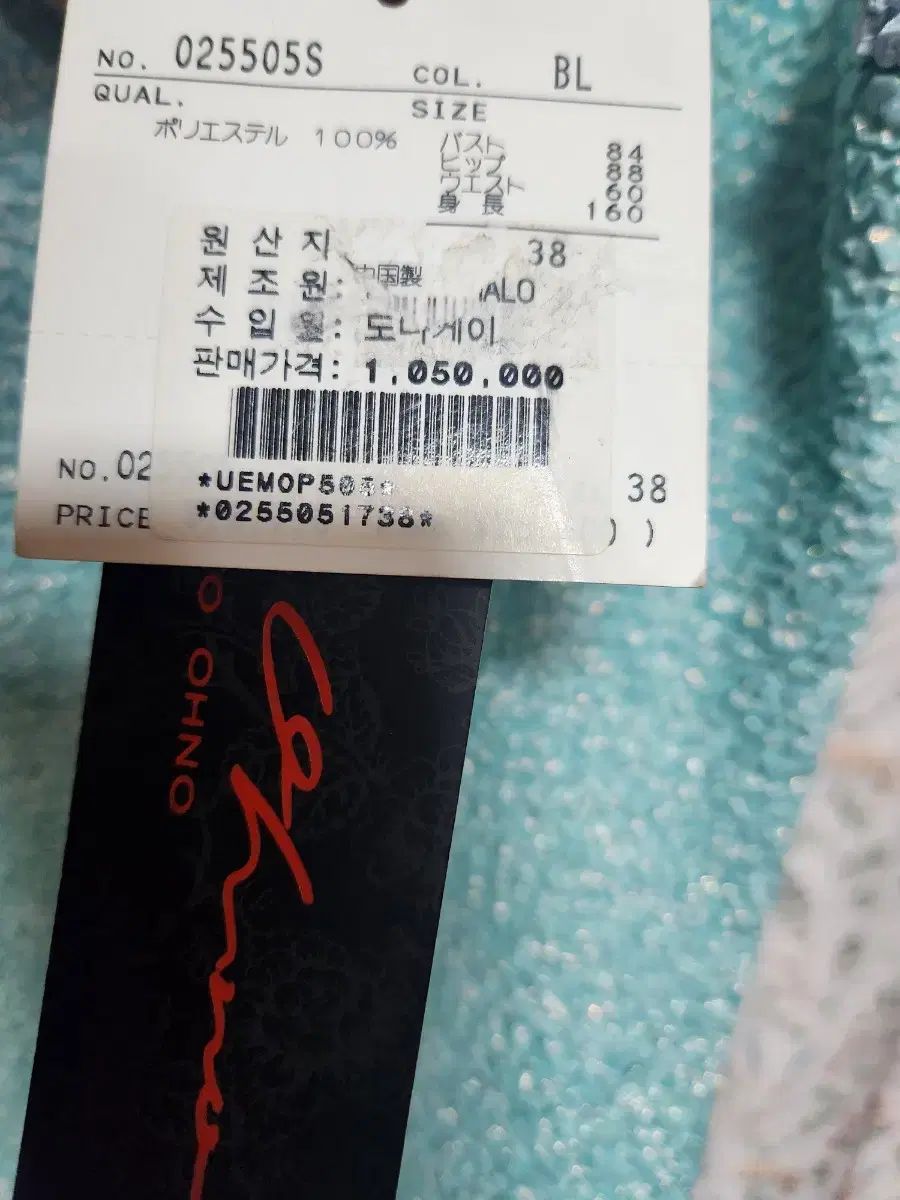 NO. 025505S COL. BL
QUAL. SIZE
ポリエステル 100%
バスト 84
ヒップ 88
ウエスト 60
身長 160
38
원산지
中国製
제조원: ALO
수입원: 도나케이
판매가격: 1,050,000
NO.02 38
*UEMOP505*
PRICE ) )
*0255051738*
O OHNO